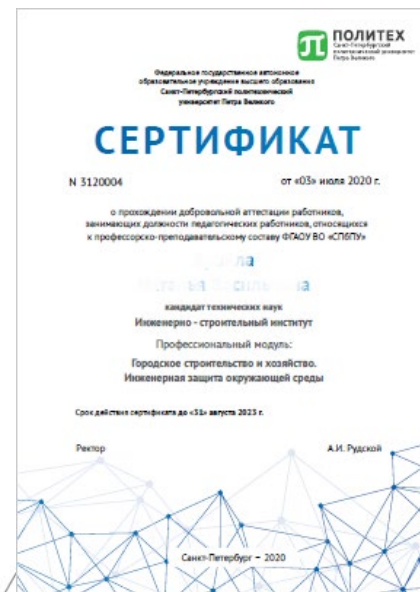 ПОЛИТЕХ
Санкт-Петербургский
политехнический университет
Петра Великого
Федеральное государственное автономное
образовательное учреждение высшего образования
Санкт-Петербургский политехнический
университет Петра Великого
СЕРТИФИКАТ
N 3120004 от «03» июля 2020 г.
о прохождении добровольной аттестации работников,
занимающих должности педагогических работников, относящихся
к профессорско-преподавательскому составу ФГАОУ ВО «СПбПУ»
кандидат технических наук
Инженерно - строительный институт
Профессиональный модуль:
Городское строительство и хозяйство.
Инженерная защита окружающей среды
Срок действия сертификата до «31» августа 2023 г.
Ректор А.И. Рудской
Санкт-Петербург – 2020